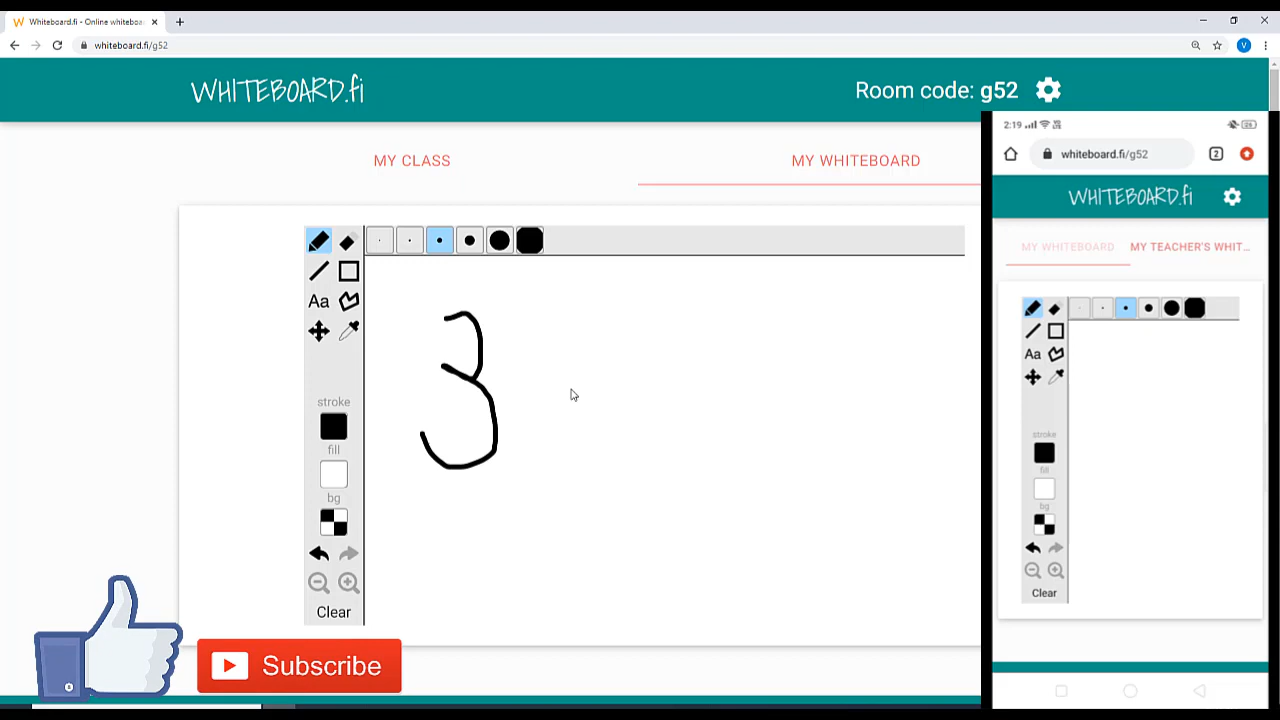 Whiteboard.fi - Online whiteboa
whiteboard.fi/g52
WHITEBOARD.fi
Room code: g52
MY CLASS
MY WHITEBOARD
Aa
3
stroke
fill
bg
Clear
Subscribe
2:19
whiteboard.fi/g52
2
WHITEBOARD.fi
MY WHITEBOARD
MY TEACHER'S WHIT...
Aa
stroke
fill
bg
Clear
V